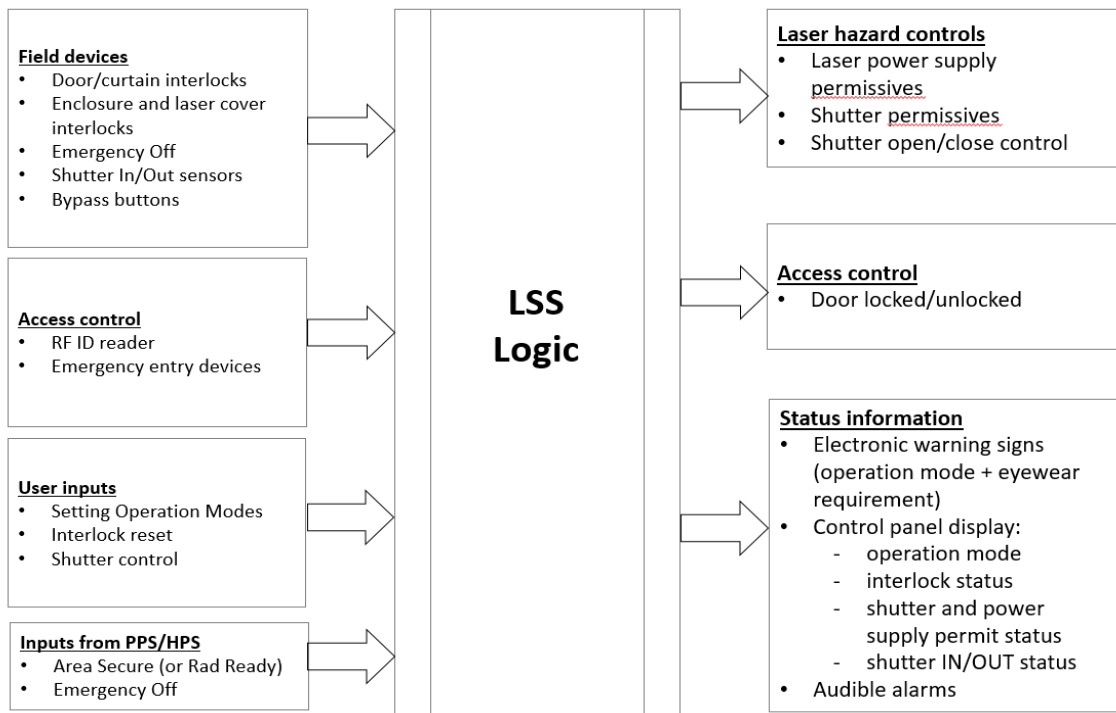 Field devices
• Door/curtain interlocks
• Enclosure and laser cover
interlocks
• Emergency Off
• Shutter In/Out sensors
• Bypass buttons
Access control
• RF ID reader
• Emergency entry devices
User inputs
• Setting Operation Modes
• Interlock reset
• Shutter control
Inputs from PPS/HPS
• Area Secure (or Rad Ready)
• Emergency Off
LSS
Logic
Laser hazard controls
• Laser power supply
permissives
• Shutter permissives
• Shutter open/close control
Access control
• Door locked/unlocked
Status information
• Electronic warning signs
(operation mode + eyewear
requirement)
• Control panel display:
- operation mode
- interlock status
- shutter and power
supply permit status
- shutter IN/OUT status
• Audible alarms